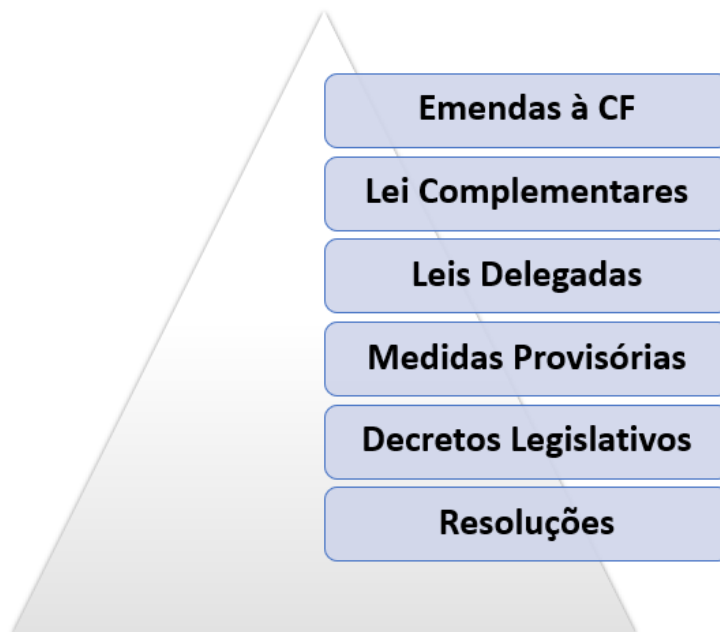 Emendas à CF
Lei Complementares
Leis Delegadas
Medidas Provisórias
Decretos Legislativos
Resoluções